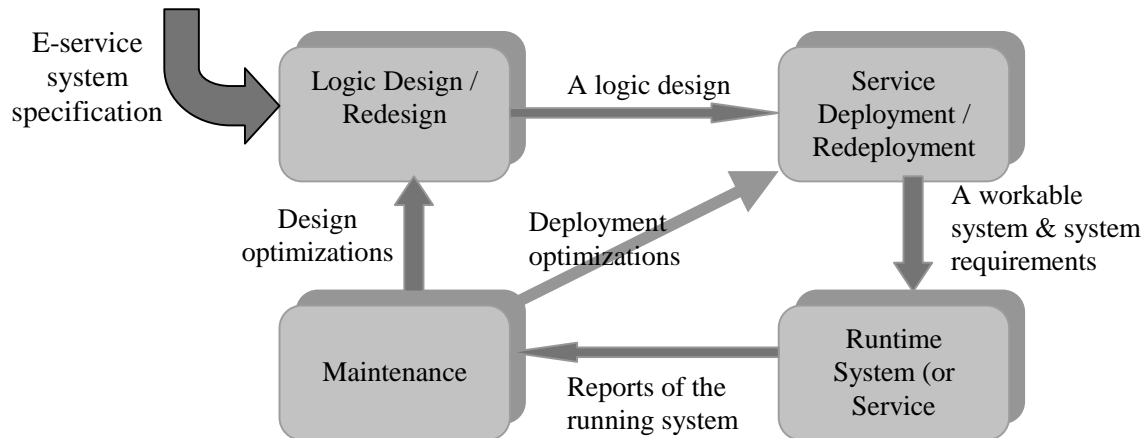 E-service
system
specification
Logic Design /
Redesign
A logic design
Service
Deployment /
Redeployment
Design
optimizations
Deployment
optimizations
A workable
system & system
requirements
Maintenance
Reports of the
running system
Runtime
System (or
Service